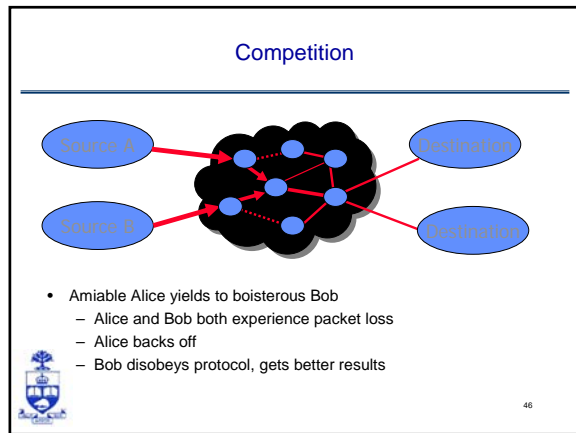 Competition
Source A
Destination
Source B
Destination
• Amiable Alice yields to boisterous Bob
– Alice and Bob both experience packet loss
– Alice backs off
– Bob disobeys protocol, gets better results
46